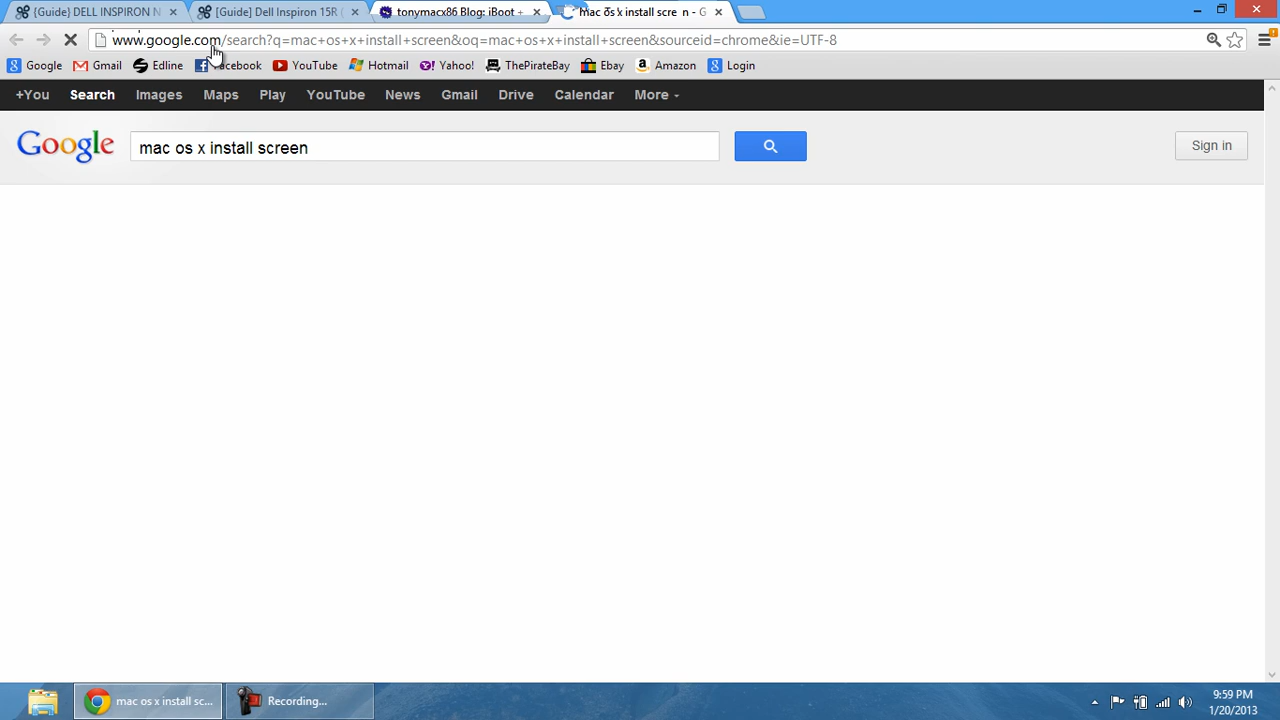 {Guide} DELL INSPIRON N
[Guide] Dell Inspiron 15R (
tonymacx86 Blog: iBoot +
mac os x install scre n - G
www.google.com/search?q=mac+os+x+install+screen&oq=mac+os+x+install+screen&sourceid=chrome&ie=UTF-8
Google Gmail Edline Facebook YouTube Hotmail Yahoo! ThePirateBay Ebay Amazon Login
+You Search Images Maps Play YouTube News Gmail Drive Calendar More
Google mac os x install screen Sign in
mac os x install sc... Recording...
9:59 PM
1/20/2013